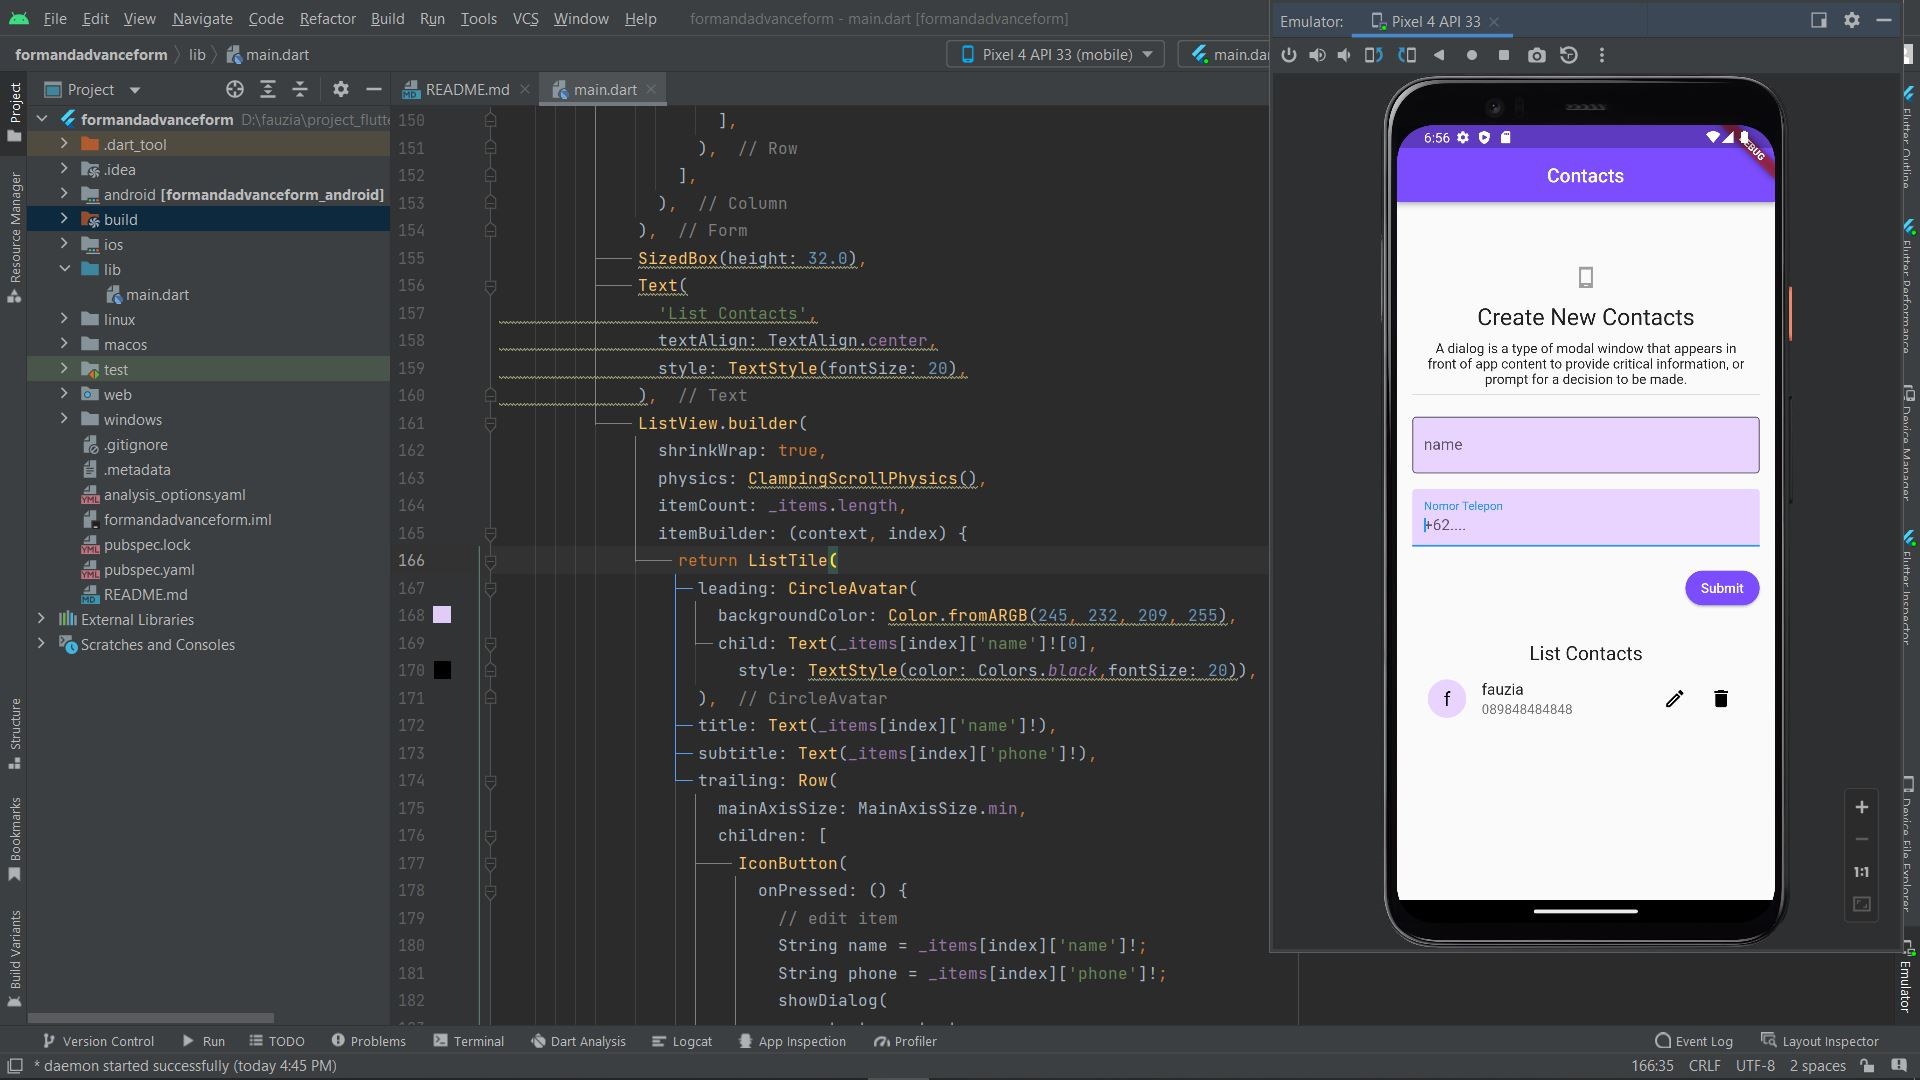 File Edit View Navigate Code Refactor Build Run Tools VCS Window Help formandadvanceform - main.dart [formandadvanceform]
formandadvanceform lib main.dart Pixel 4 API 33 (mobile)
Emulator: Pixel 4 API 33
Project
README.md
main.dart
Project
Resource Manager
Structure
Bookmarks
Build Variants
formandadvanceform
.dart_tool
.idea
android [formandadvanceform_android]
build
ios
lib
main.dart
linux
macos
test
web
windows
.gitignore
.metadata
analysis_options.yaml
formandadvanceform.iml
pubspec.lock
pubspec.yaml
README.md
External Libraries
Scratches and Consoles
150 ],
151 ), // Row
152 ],
153 ), // Column
154 ), // Form
155 SizedBox(height: 32.0),
156 Text(
157 'List Contacts',
158 textAlign: TextAlign.center,
159 style: TextStyle(fontSize: 20),
160 ), // Text
161 ListView.builder(
162 shrinkWrap: true,
163 physics: ClampingScrollPhysics(),
164 itemCount: _items.length,
165 itemBuilder: (context, index) {
166 return ListTile(
167 leading: CircleAvatar(
168 backgroundColor: Color.fromARGB(245, 232, 209, 255),
169 child: Text(_items[index]['name']![0],
170 style: TextStyle(color: Colors.black,fontSize: 20)),
171 ), // CircleAvatar
172 title: Text(_items[index]['name']!),
173 subtitle: Text(_items[index]['phone']!),
174 trailing: Row(
175 mainAxisSize: MainAxisSize.min,
176 children: [
177 IconButton(
178 onPressed: () {
179 // edit item
180 String name = _items[index]['name']!;
181 String phone = _items[index]['phone']!;
182 showDialog(
6:56
DEBUG
Contacts
Create New Contacts
A dialog is a type of modal window that appears in
front of app content to provide critical information, or
prompt for a decision to be made.
name
Nomor Telepon
+62....
Submit
List Contacts
f
fauzia
089848484848
1:1
Flutter Outline
Flutter Performance
Device Manager
Flutter Inspector
Device File Explorer
Emulator
Version Control Run TODO Problems Terminal Dart Analysis Logcat App Inspection Profiler Event Log Layout Inspector
* daemon started successfully (today 4:45 PM) 166:35 CRLF UTF-8 2 spaces